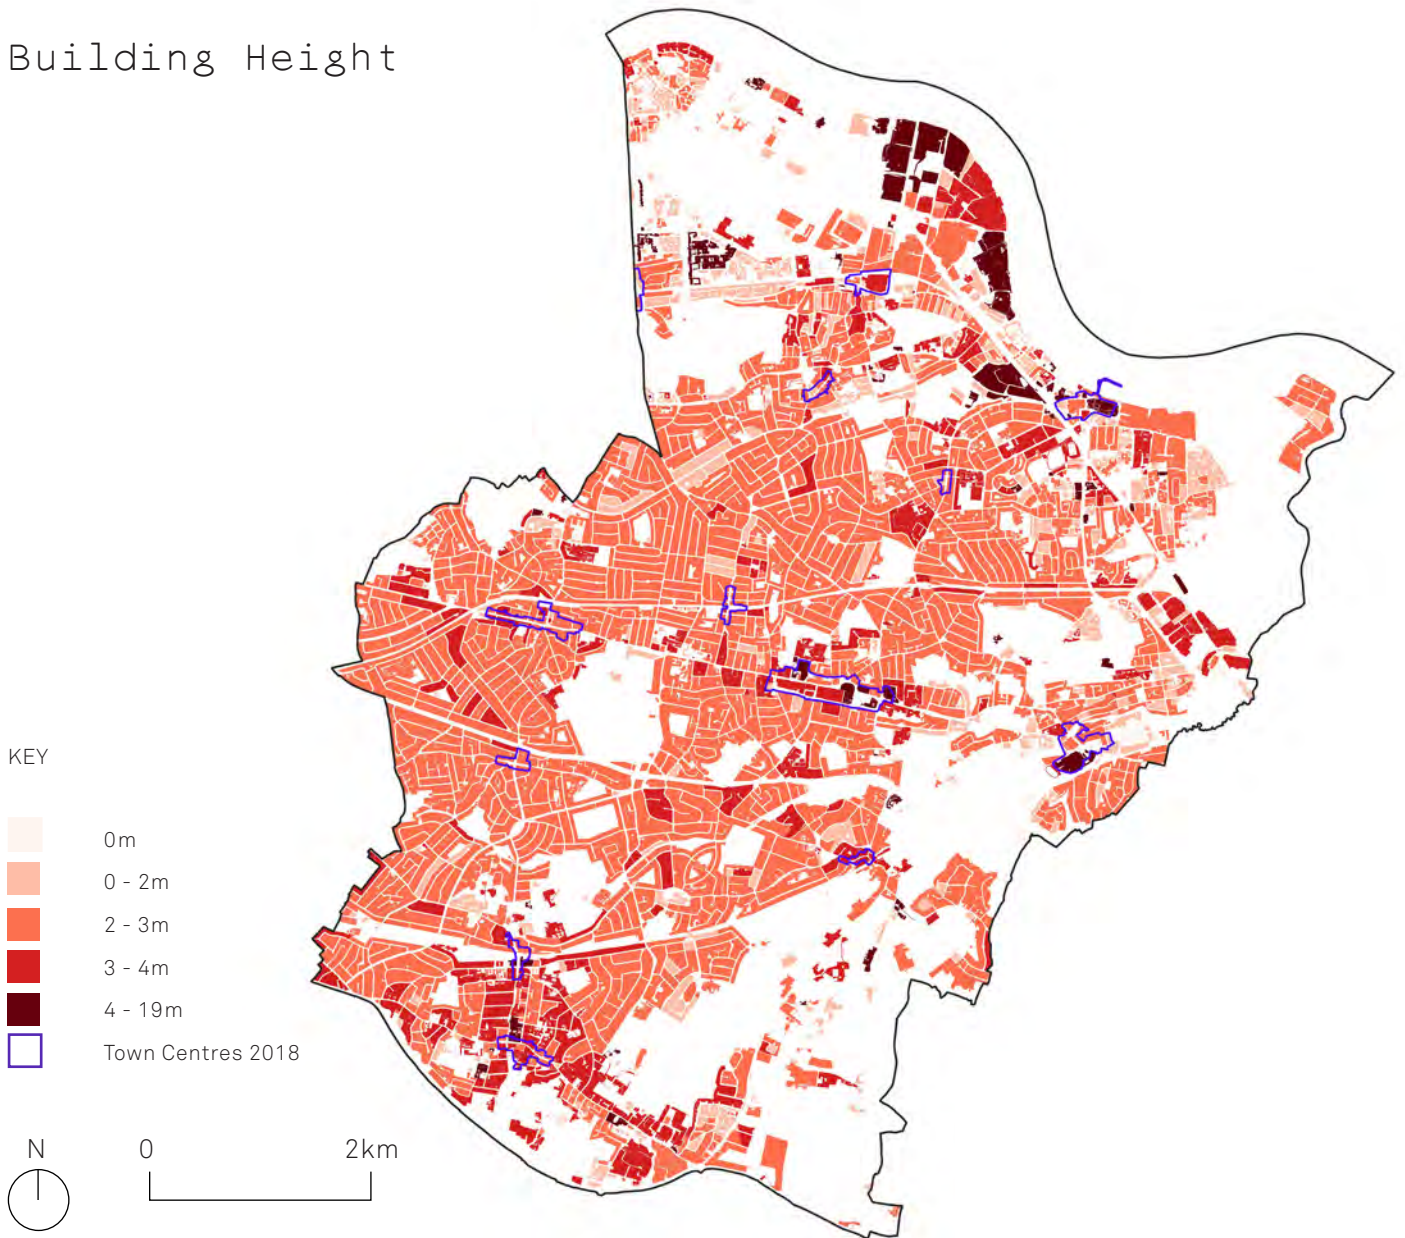 Building Height
KEY
0m
0 - 2m
2 - 3m
3 - 4m
4 - 19m
Town Centres 2018
N
0 2km